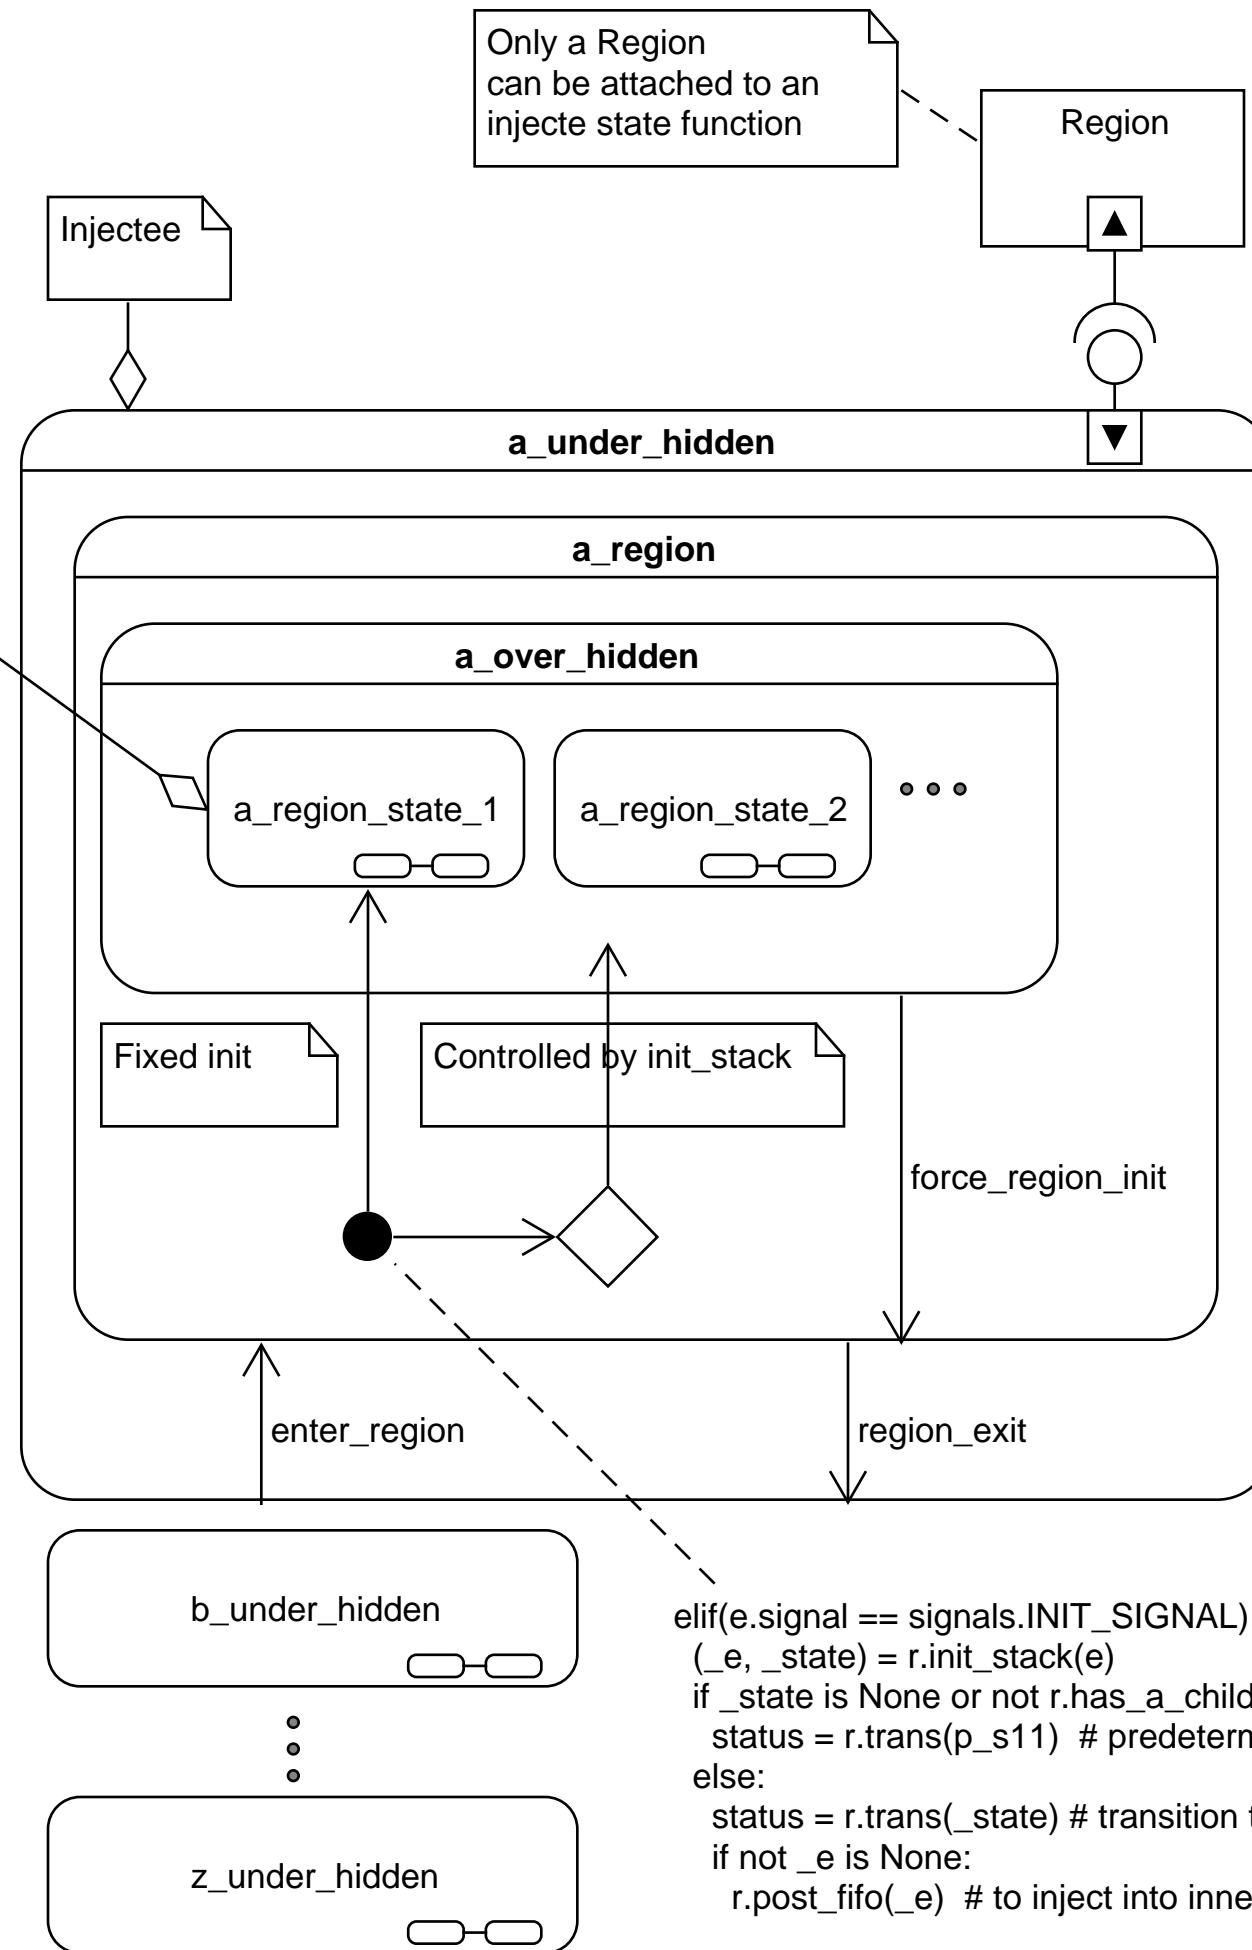 Only a Region
can be attached to an
injecte state function
Region
Injectee
a_under_hidden
a_region
a_over_hidden
a_region_state_1
a_region_state_2
Fixed init
Controlled by init_stack
force_region_init
enter_region
region_exit
b_under_hidden
z_under_hidden
elif(e.signal == signals.INIT_SIGNAL)
(_e, _state) = r.init_stack(e)
if _state is None or not r.has_a_child
status = r.trans(p_s11)  # predeterm
else:
status = r.trans(_state) # transition t
if not _e is None:
r.post_fifo(_e)  # to inject into inne